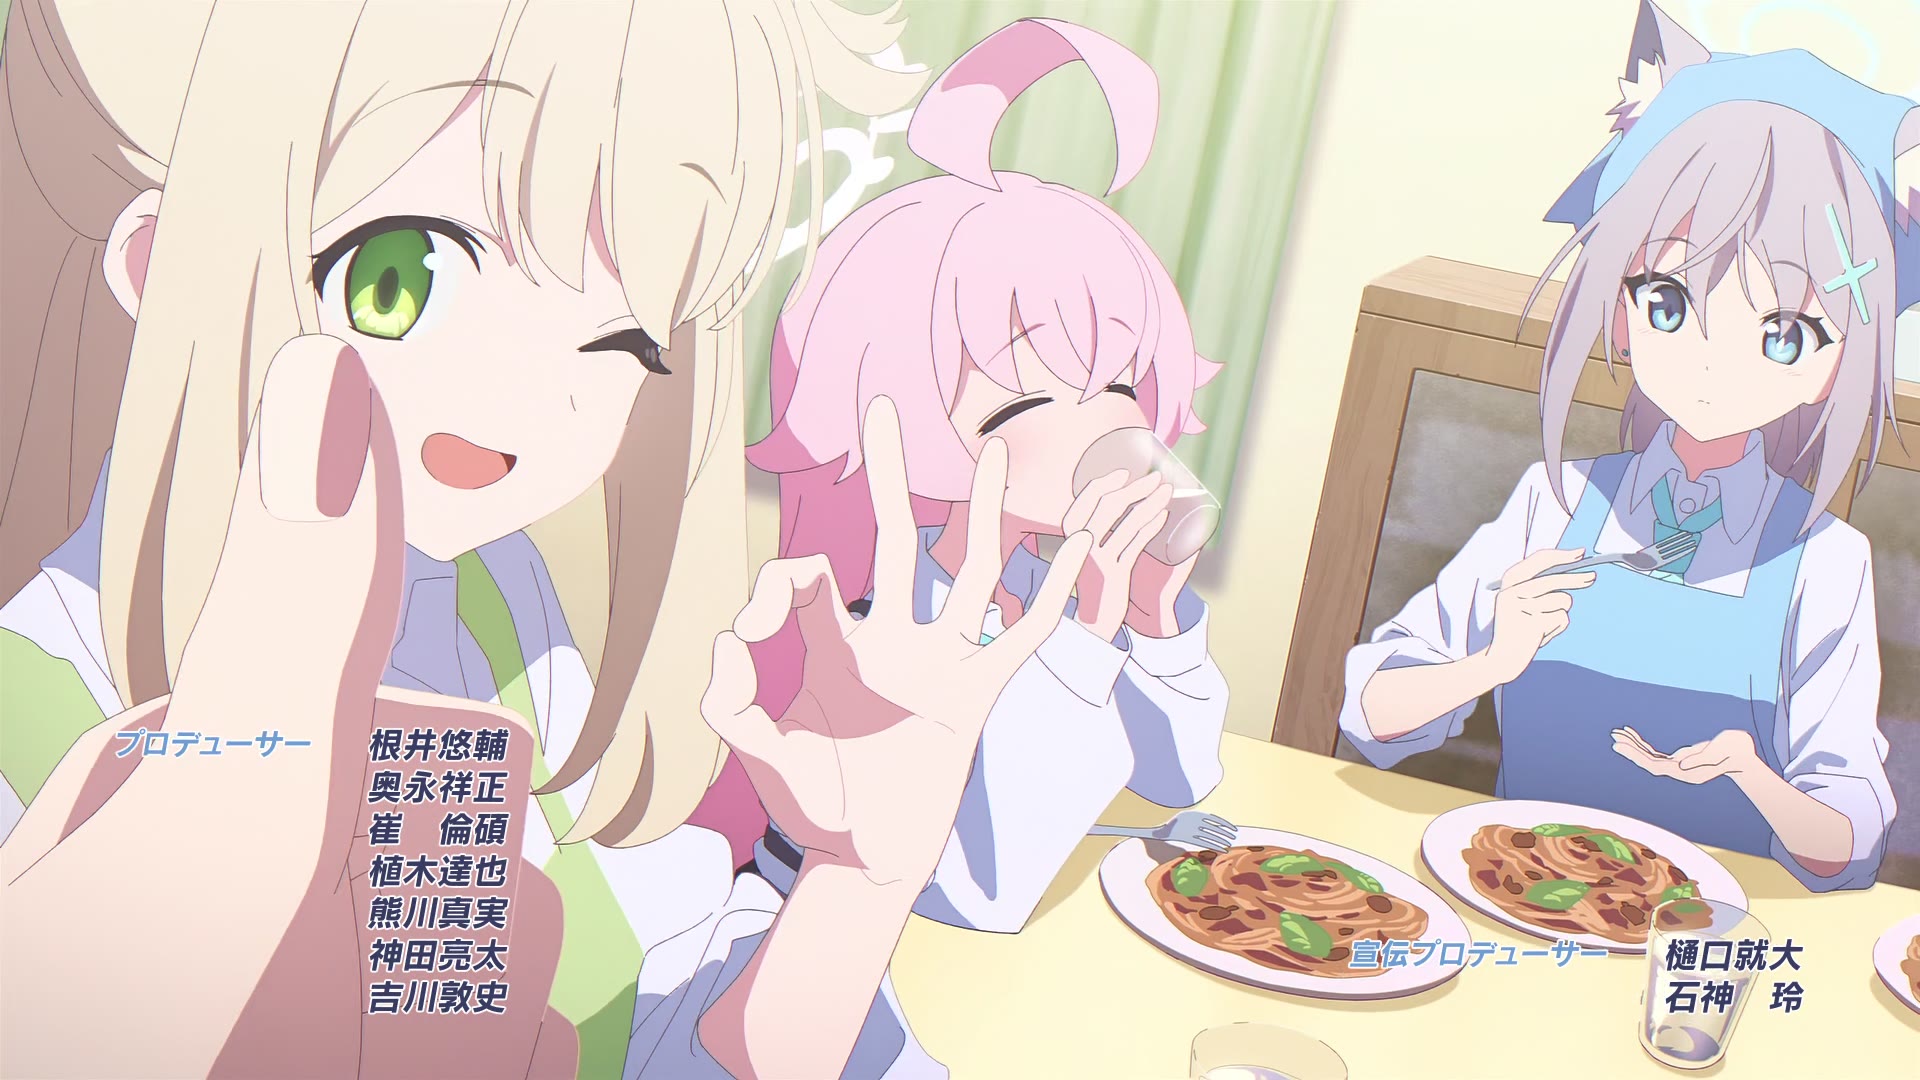 プロデューサー 根井悠輔
奥永祥正
崔　倫碩
植木達也
熊川真実
神田亮太
吉川敦史
宣伝プロデューサー 樋口就大
石神　玲